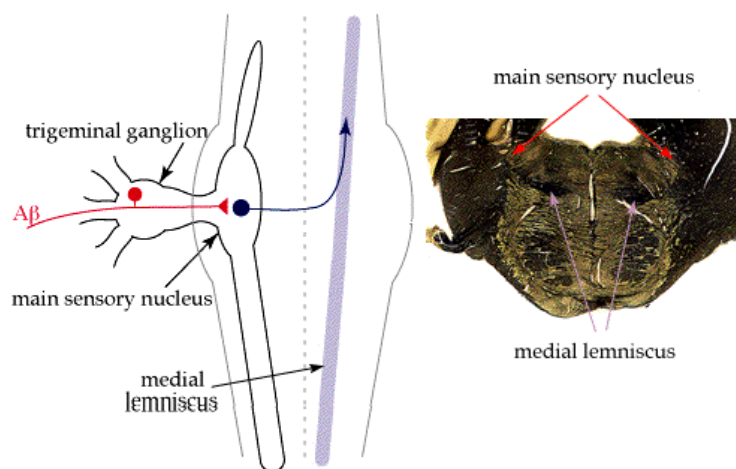 trigeminal ganglion
Aβ
main sensory nucleus
medial
lemniscus
main sensory nucleus
medial lemniscus